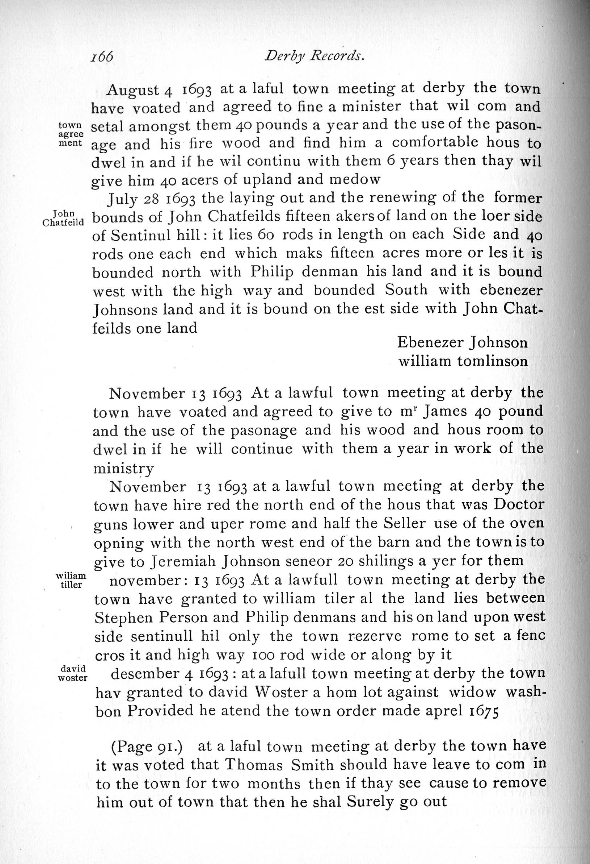 166 Derby Records.
August 4 1693 at a laful town meeting at derby the town
have voated and agreed to fine a minister that wil com and
town agree ment
setal amongst them 40 pounds a year and the use of the pason-
age and his fire wood and find him a comfortable hous to
dwel in and if he wil continu with them 6 years then thay wil
give him 40 acers of upland and medow
July 28 1693 the laying out and the renewing of the former
John Chatfeild
bounds of John Chatfeilds fifteen akers of land on the loer side
of Sentinul hill: it lies 60 rods in length on each Side and 40
rods one each end which maks fifteen acres more or les it is
bounded north with Philip denman his land and it is bound
west with the high way and bounded South with ebenezer
Johnsons land and it is bound on the est side with John Chat-
feilds one land
Ebenezer Johnson
william tomlinson
November 13 1693 At a lawful town meeting at derby the
town have voated and agreed to give to mr James 40 pound
and the use of the pasonage and his wood and hous room to
dwel in if he will continue with them a year in work of the
ministry
November 13 1693 at a lawful town meeting at derby the
town have hire red the north end of the hous that was Doctor
guns lower and uper rome and half the Seller use of the oven
opning with the north west end of the barn and the town is to
give to Jeremiah Johnson seneor 20 shilings a yer for them
wiliam tiller
november: 13 1693 At a lawfull town meeting at derby the
town have granted to william tiler al the land lies between
Stephen Person and Philip denmans and his on land upon west
side sentinull hil only the town rezerve rome to set a fenc
cros it and high way 100 rod wide or along by it
david woster
desember 4 1693: at a lafull town meeting at derby the town
hav granted to david Woster a hom lot against widow wash-
bon Provided he atend the town order made aprel 1675
(Page 91.) at a laful town meeting at derby the town have
it was voted that Thomas Smith should have leave to com in
to the town for two months then if thay see cause to remove
him out of town that then he shal Surely go out